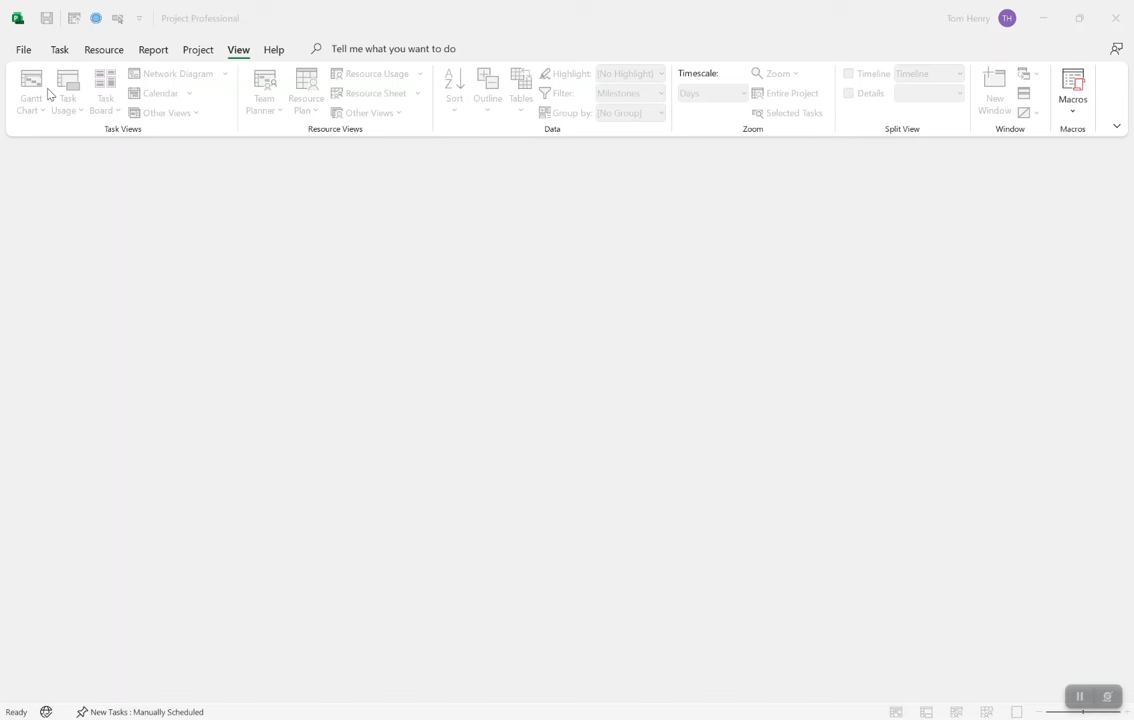 Project Professional
Tom Henry TH
File Task Resource Report Project View Help Tell me what you want to do
Gantt Chart
Task Usage
Task Board
Network Diagram
Calendar
Other Views
Task Views
Team Planner
Resource Plan
Resource Usage
Resource Sheet
Other Views
Resource Views
A Z Sort
Outline
Tables
Highlight: [No Highlight]
Filter: Milestones
Group by: [No Group]
Data
Timescale:
Days
Zoom
Entire Project
Selected Tasks
Zoom
Timeline Timeline
Details
Split View
New Window
Window
Macros
Macros
Ready New Tasks : Manually Scheduled